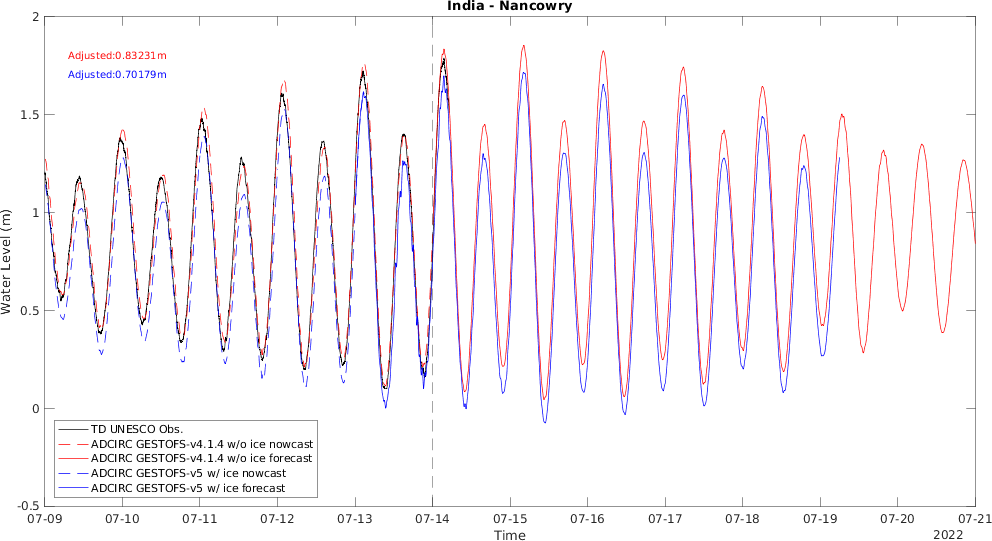 India - Nancowry
Adjusted:0.83231m
Adjusted:0.70179m
Water Level (m)
2
1.5
1
0.5
0
-0.5
TD UNESCO Obs.
ADCIRC GESTOFS-v4.1.4 w/o ice nowcast
ADCIRC GESTOFS-v4.1.4 w/o ice forecast
ADCIRC GESTOFS-v5 w/ ice nowcast
ADCIRC GESTOFS-v5 w/ ice forecast
07-09 07-10 07-11 07-12 07-13 07-14 07-15 07-16 07-17 07-18 07-19 07-20 07-21
Time
2022